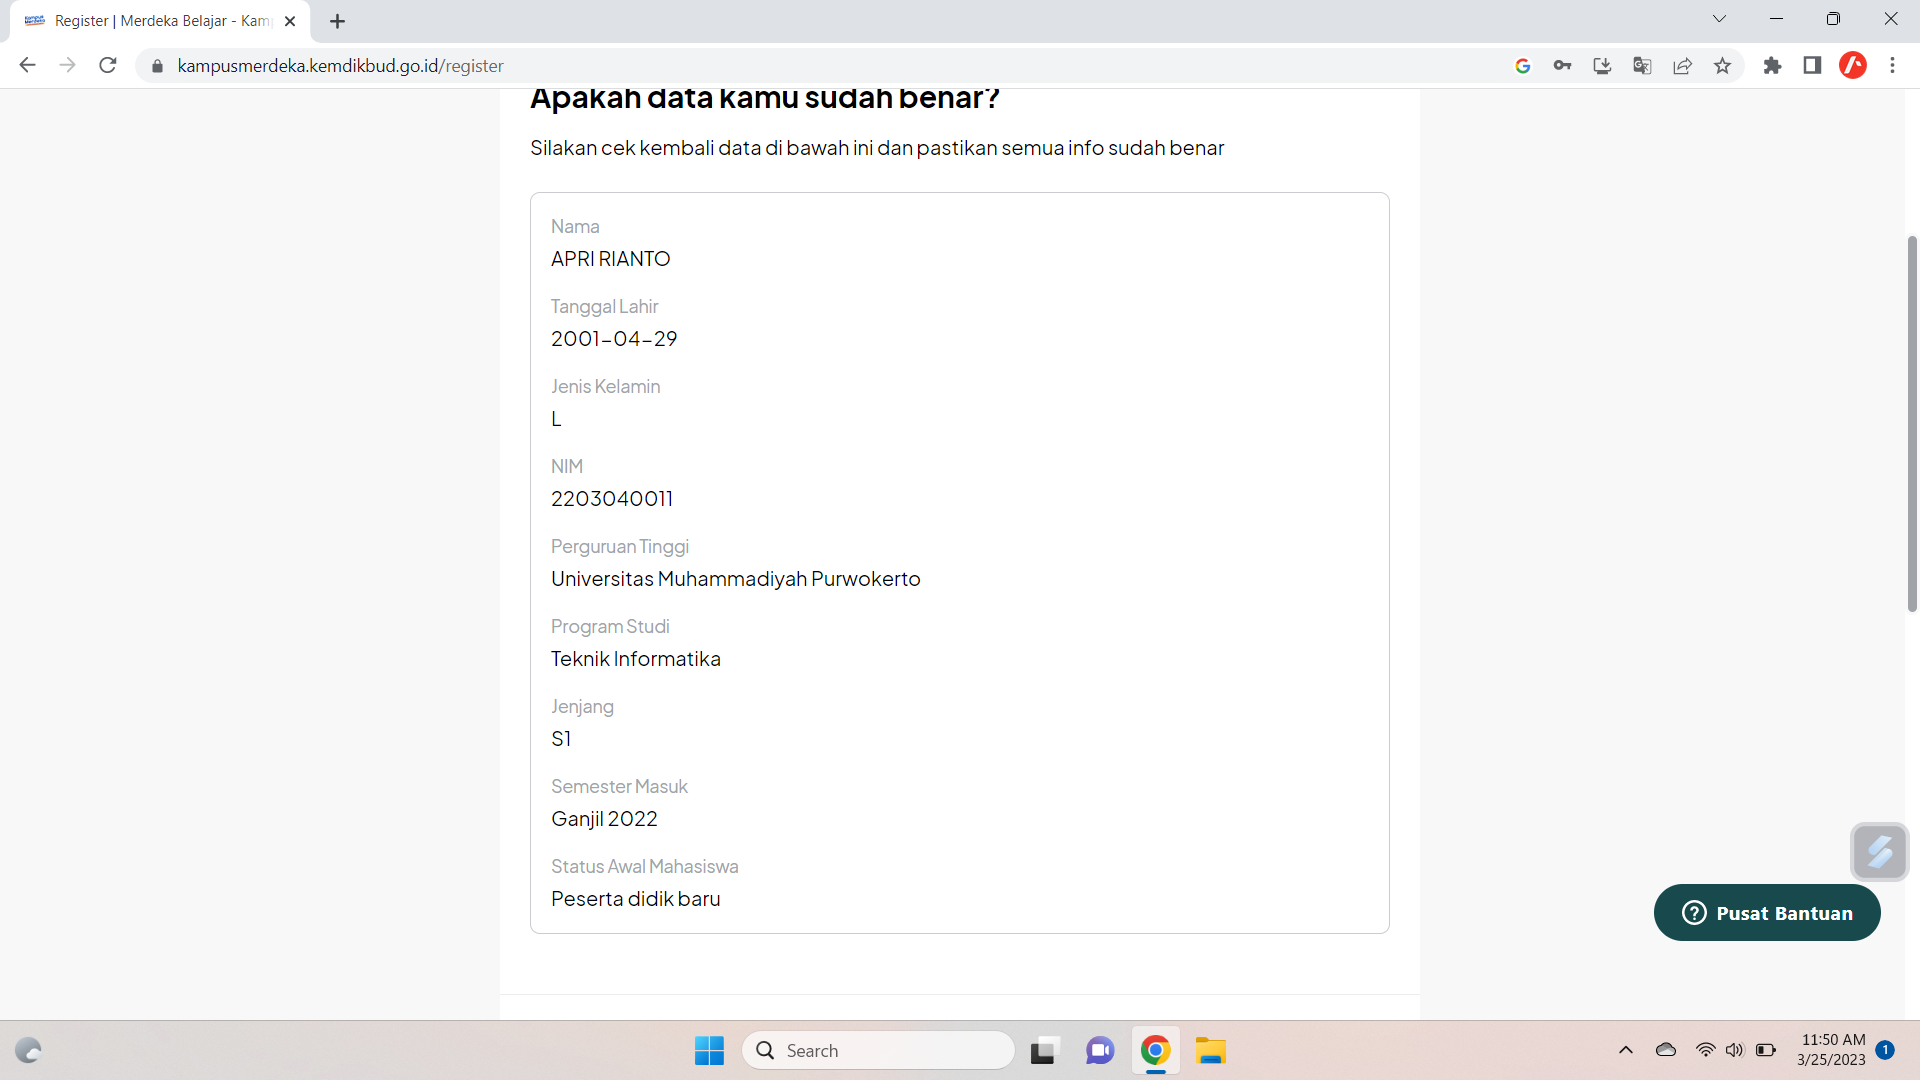 Register | Merdeka Belajar - Kam
kampusmerdeka.kemdikbud.go.id/register
Apakah data kamu sudah benar?
Silakan cek kembali data di bawah ini dan pastikan semua info sudah benar
Nama
APRI RIANTO
Tanggal Lahir
2001-04-29
Jenis Kelamin
L
NIM
2203040011
Perguruan Tinggi
Universitas Muhammadiyah Purwokerto
Program Studi
Teknik Informatika
Jenjang
S1
Semester Masuk
Ganjil 2022
Status Awal Mahasiswa
Peserta didik baru
Pusat Bantuan
Search
11:50 AM
3/25/2023
1